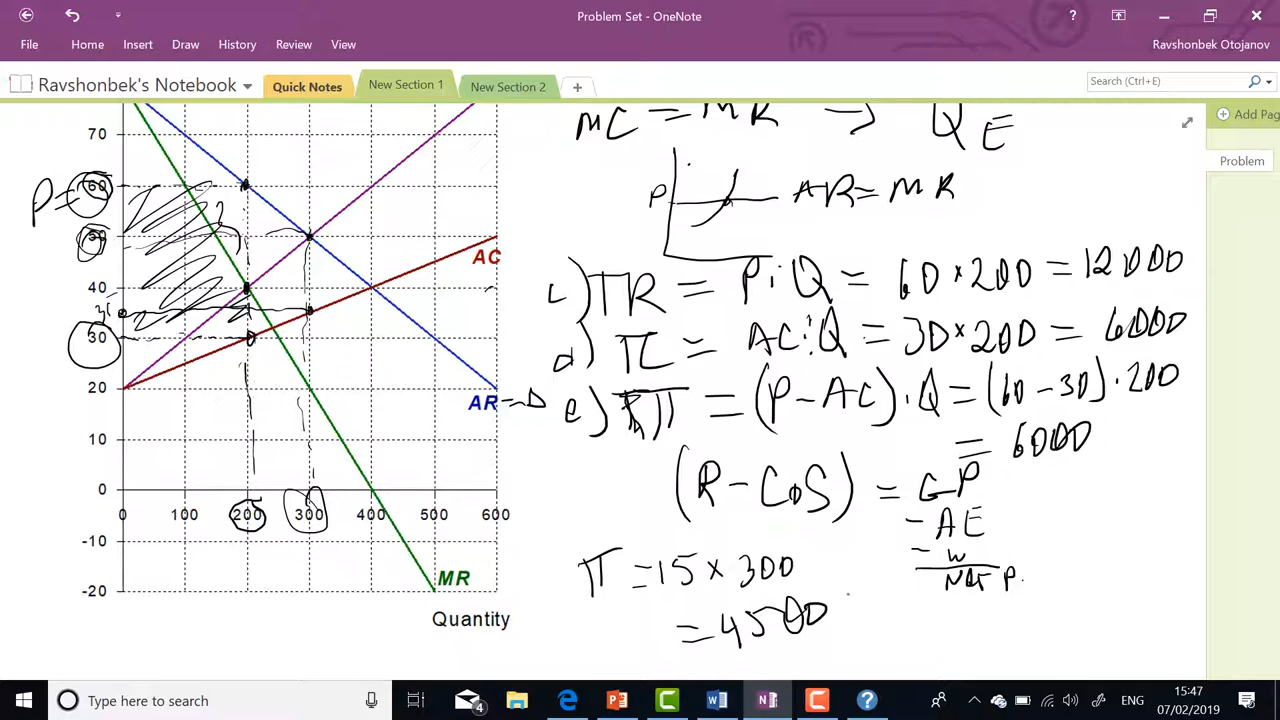 Problem Set - OneNote
?
File Home Insert Draw History Review View
Ravshonbek Otojanov
Ravshonbek's Notebook Quick Notes New Section 1 New Section 2 +
Search (Ctrl+E)
Add Pag
Problem
MC = MR → Q E
P AR = MR
c) TR = P · Q = 60 × 200 = 12000
d) TC = AC · Q = 30 × 200 = 6000
e) π = (P - AC) · Q = (60 - 30) · 200
= 6000
(R - COS) = GP
- AE
NET P.
π = 15 × 300
= 4500
P =
70
60
50
40
35
30
20
10
0
-10
-20
0 100 200 300 400 500 600
AC
AR = D
MR
Quantity
Type here to search
4
ENG
15:47
07/02/2019